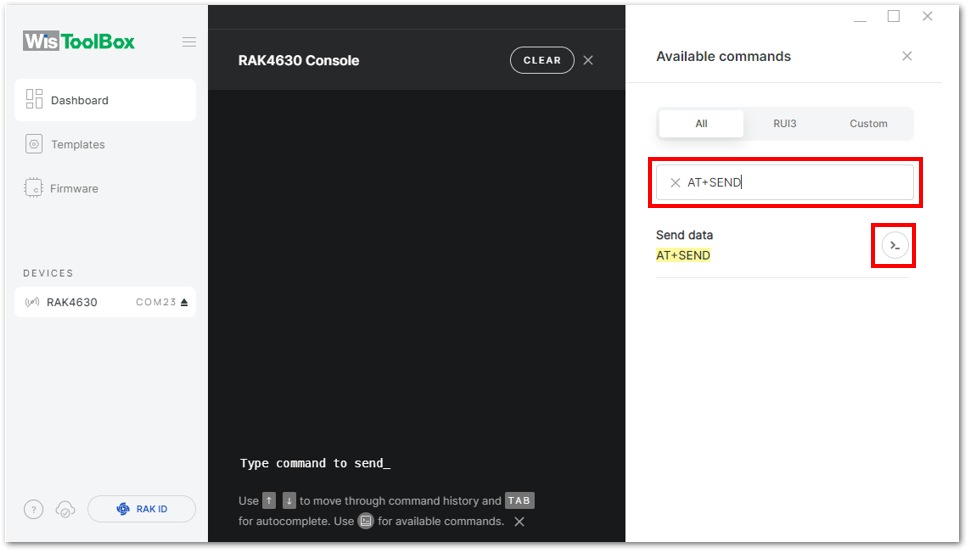 WisToolBox
Dashboard
Templates
Firmware
DEVICES
RAK4630 COM23
? RAK ID
RAK4630 Console
CLEAR
Type command to send_
Use ↑ ↓ to move through command history and TAB
for autocomplete. Use for available commands.
Available commands
All RUI3 Custom
AT+SEND
Send data
AT+SEND